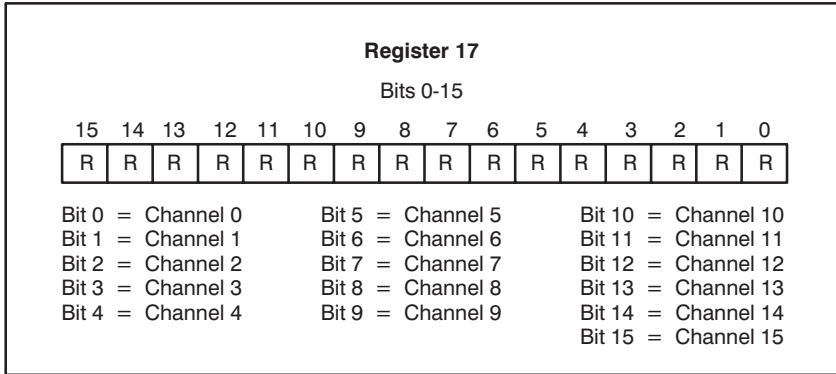 Register 17
Bits 0-15
15 14 13 12 11 10 9 8 7 6 5 4 3 2 1 0
R R R R R R R R R R R R R R R R
Bit 0 = Channel 0 Bit 5 = Channel 5 Bit 10 = Channel 10
Bit 1 = Channel 1 Bit 6 = Channel 6 Bit 11 = Channel 11
Bit 2 = Channel 2 Bit 7 = Channel 7 Bit 12 = Channel 12
Bit 3 = Channel 3 Bit 8 = Channel 8 Bit 13 = Channel 13
Bit 4 = Channel 4 Bit 9 = Channel 9 Bit 14 = Channel 14
Bit 15 = Channel 15